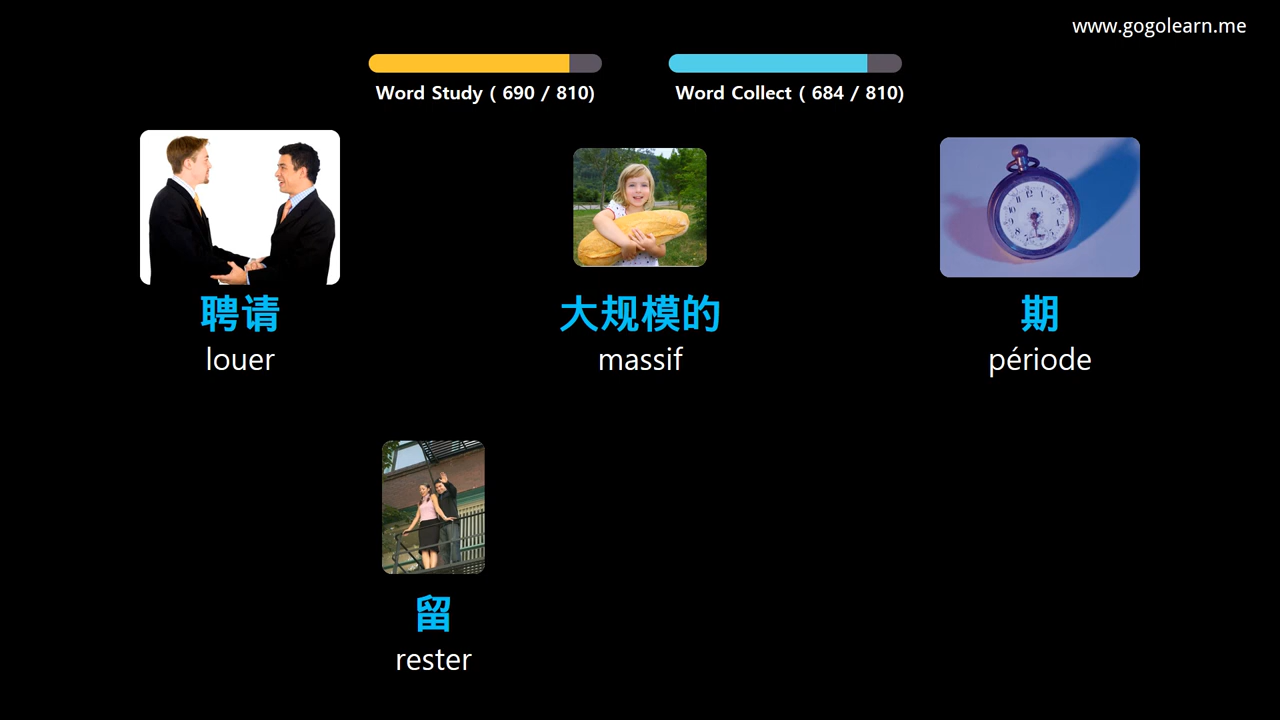 www.gogolearn.me
Word Study ( 690 / 810)
Word Collect ( 684 / 810)
聘请
louer
大规模的
massif
期
période
留
rester